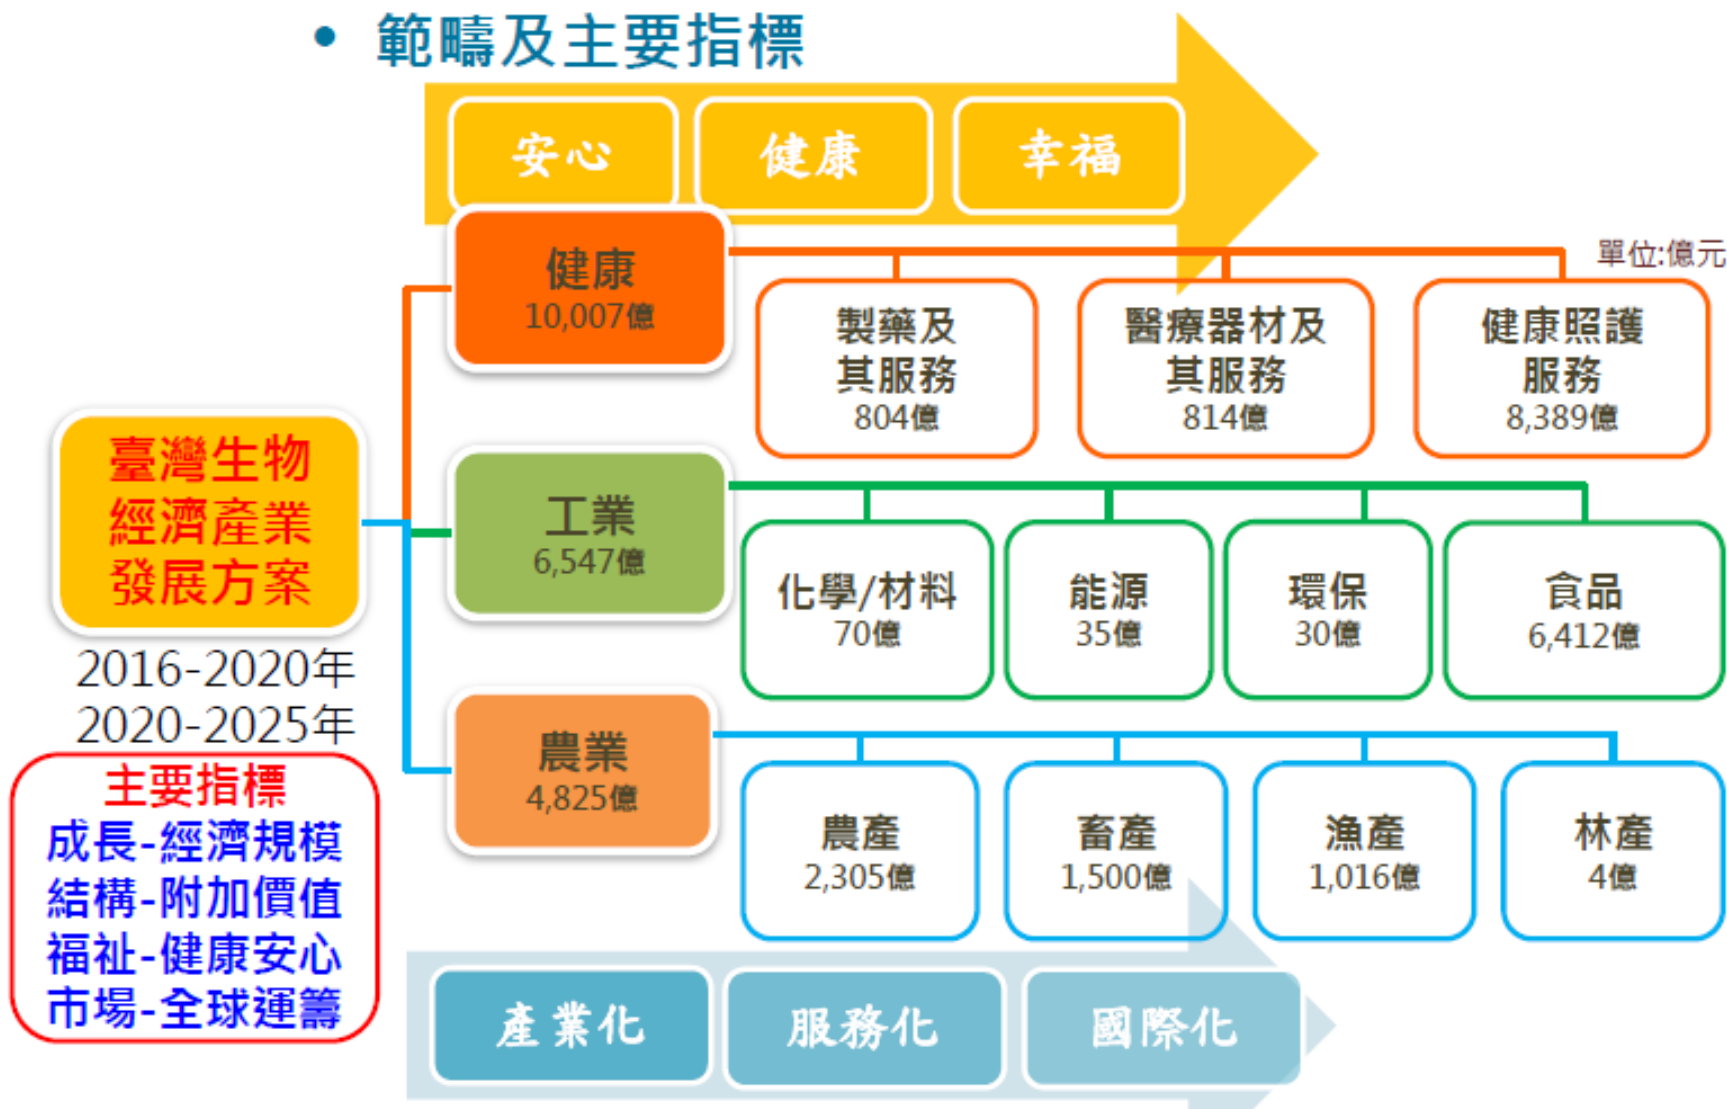 • 範疇及主要指標
安心
健康
幸福
單位:億元
健康
10,007億
製藥及
其服務
804億
醫療器材及
其服務
814億
健康照護
服務
8,389億
臺灣生物
經濟產業
發展方案
2016-2020年
2020-2025年
工業
6,547億
化學/材料
70億
能源
35億
環保
30億
食品
6,412億
農業
4,825億
農產
2,305億
畜產
1,500億
漁產
1,016億
林產
4億
主要指標
成長-經濟規模
結構-附加價值
福祉-健康安心
市場-全球運籌
產業化
服務化
國際化